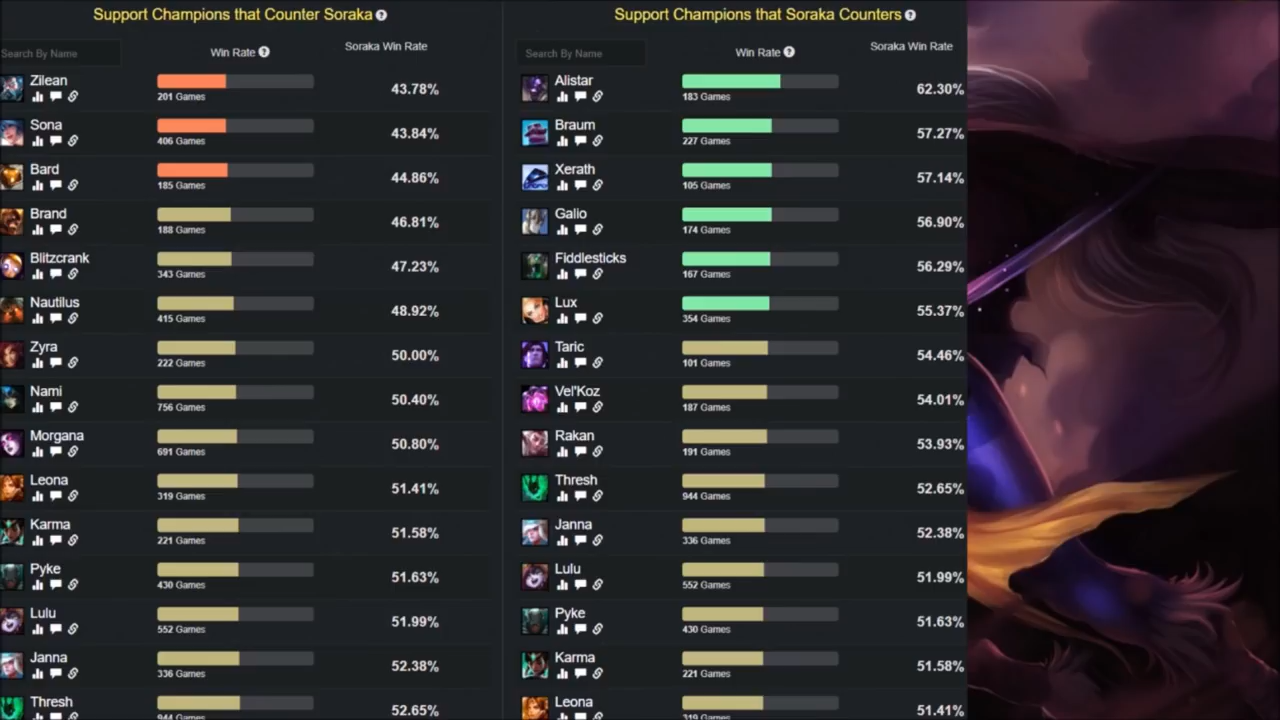 Support Champions that Counter Soraka
Search By Name
Win Rate
Soraka Win Rate
Zilean
201 Games
43.78%
Sona
406 Games
43.84%
Bard
185 Games
44.86%
Brand
188 Games
46.81%
Blitzcrank
343 Games
47.23%
Nautilus
415 Games
48.92%
Zyra
222 Games
50.00%
Nami
756 Games
50.40%
Morgana
691 Games
50.80%
Leona
319 Games
51.41%
Karma
221 Games
51.58%
Pyke
430 Games
51.63%
Lulu
552 Games
51.99%
Janna
336 Games
52.38%
Thresh
944 Games
52.65%
Support Champions that Soraka Counters
Search By Name
Win Rate
Soraka Win Rate
Alistar
183 Games
62.30%
Braum
227 Games
57.27%
Xerath
105 Games
57.14%
Galio
174 Games
56.90%
Fiddlesticks
167 Games
56.29%
Lux
354 Games
55.37%
Taric
101 Games
54.46%
Vel'Koz
187 Games
54.01%
Rakan
191 Games
53.93%
Thresh
944 Games
52.65%
Janna
336 Games
52.38%
Lulu
552 Games
51.99%
Pyke
430 Games
51.63%
Karma
221 Games
51.58%
Leona
319 Games
51.41%